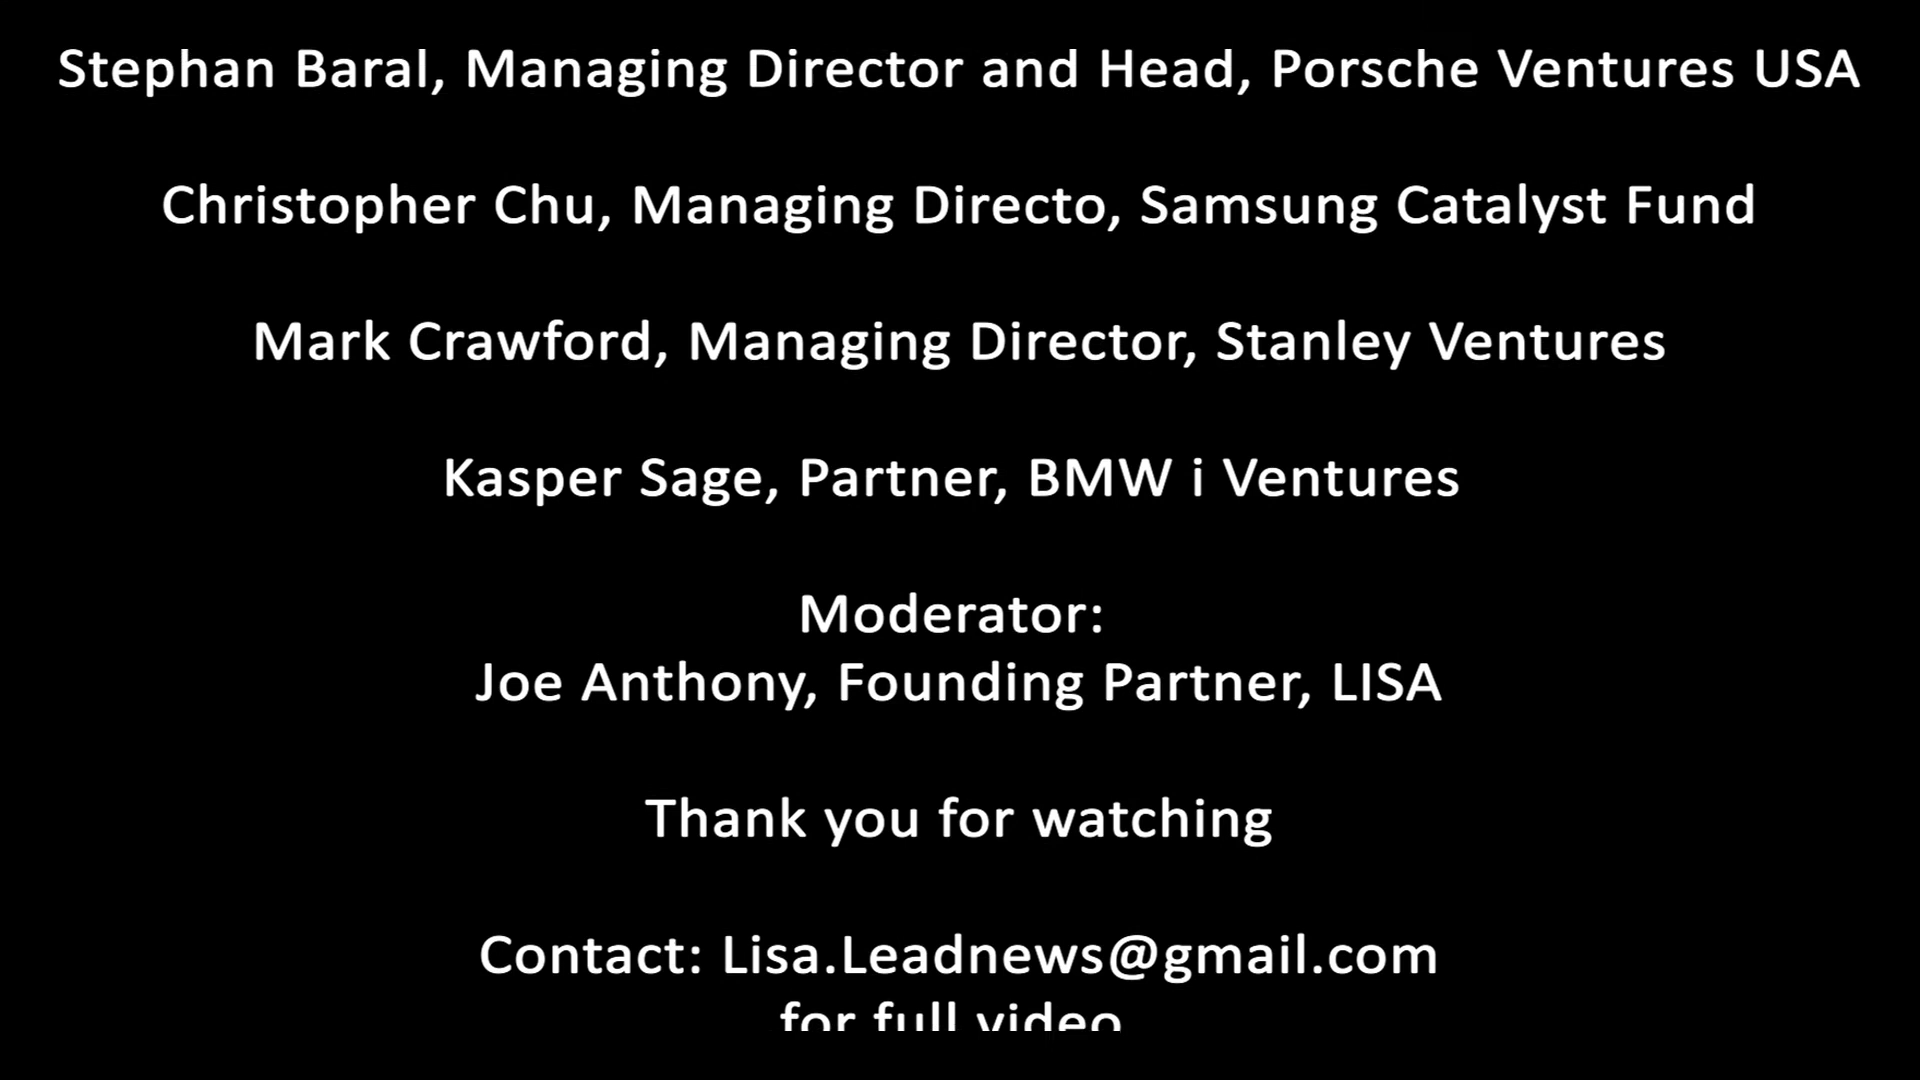 Stephan Baral, Managing Director and Head, Porsche Ventures USA
Christopher Chu, Managing Directo, Samsung Catalyst Fund
Mark Crawford, Managing Director, Stanley Ventures
Kasper Sage, Partner, BMW i Ventures
Moderator:
Joe Anthony, Founding Partner, LISA
Thank you for watching
Contact: Lisa.Leadnews@gmail.com
for full video